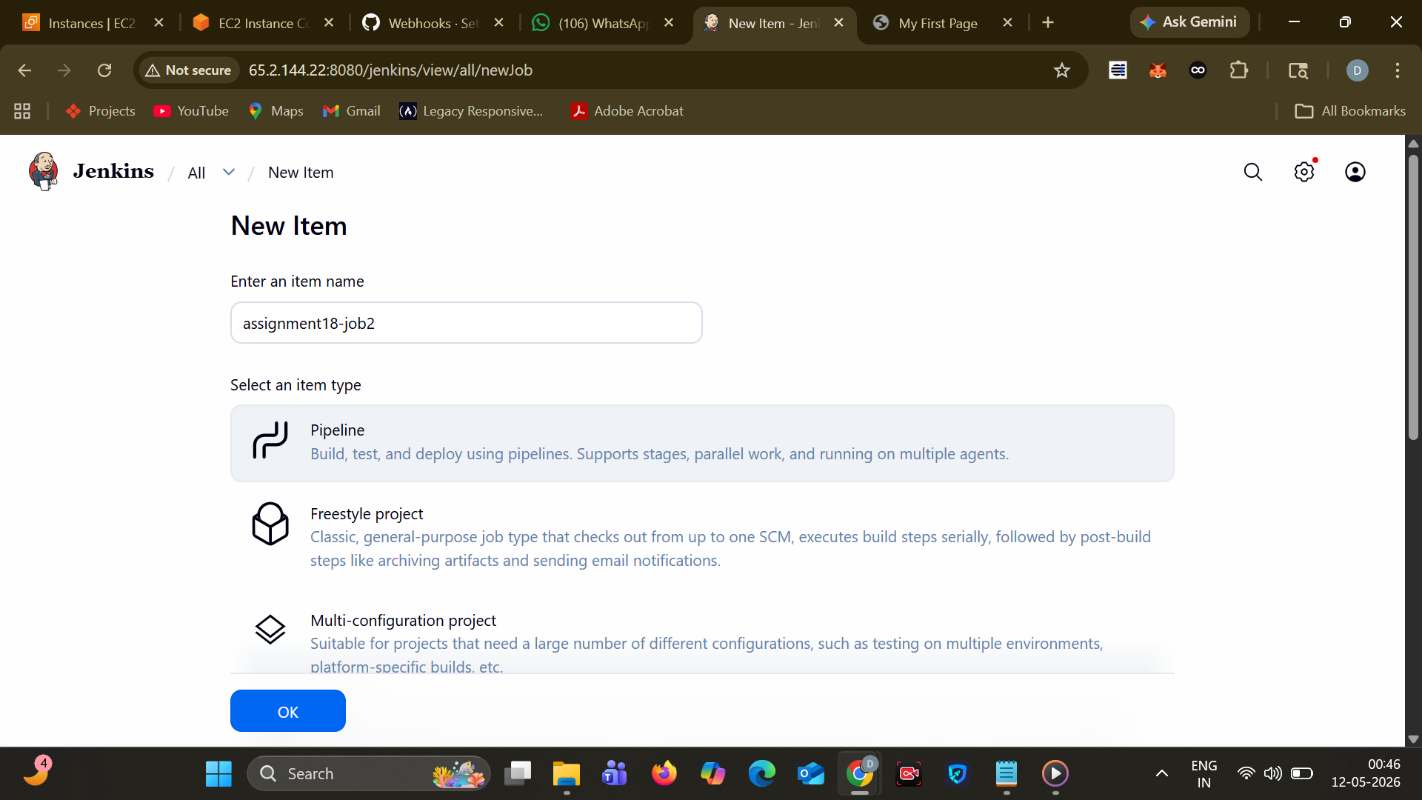 Instances | EC2
EC2 Instance Co
Webhooks · Set
(106) WhatsApp
New Item - Jen
My First Page
Ask Gemini
Not secure
65.2.144.22:8080/jenkins/view/all/newJob
D
Projects
YouTube
Maps
Gmail
Legacy Responsive...
Adobe Acrobat
All Bookmarks
Jenkins / All / New Item
New Item
Enter an item name
assignment18-job2
Select an item type
Pipeline
Build, test, and deploy using pipelines. Supports stages, parallel work, and running on multiple agents.
Freestyle project
Classic, general-purpose job type that checks out from up to one SCM, executes build steps serially, followed by post-build
steps like archiving artifacts and sending email notifications.
Multi-configuration project
Suitable for projects that need a large number of different configurations, such as testing on multiple environments,
platform-specific builds, etc.
OK
4
Search
D
ENG
IN
00:46
12-05-2026